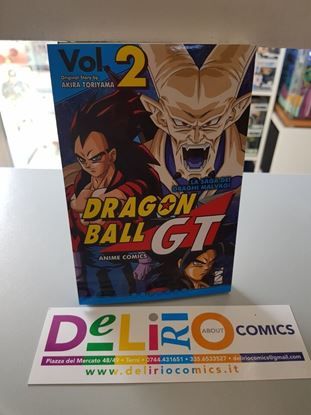 Vol. 2
Original Story by
AKIRA TORIYAMA
LA SAGA DEI
DRAGHI MALVAGI
DRAGON
BALL GT
ANIME COMICS
DeLiRiO ABOUT COMICS
Piazza del Mercato 48/49 • Terni • 0744.431651 • 335.6533527 • deliriocomics@gmail.com
www.deliriocomics.it